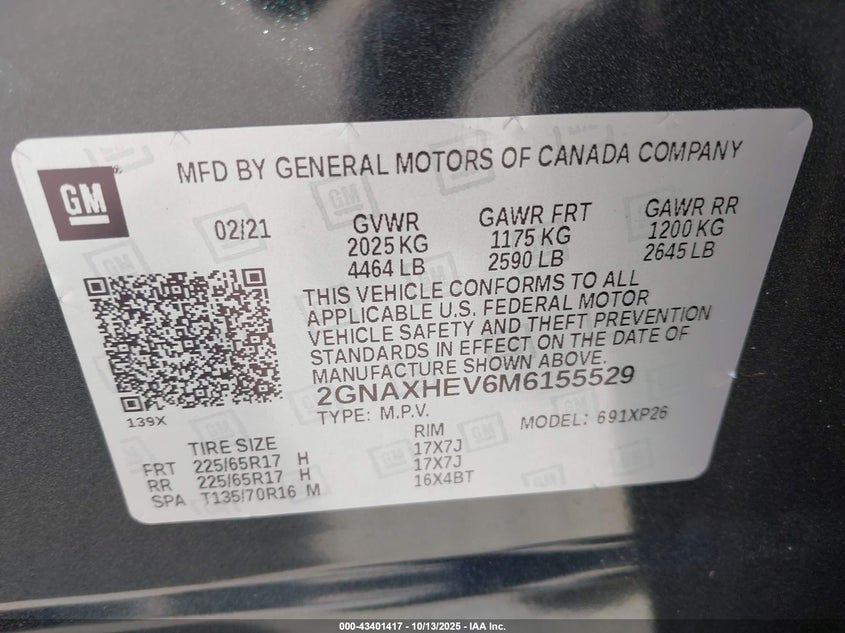 MFD BY GENERAL MOTORS OF CANADA COMPANY
GM
02/21
GVWR
2025 KG
4464 LB
GAWR FRT
1175 KG
2590 LB
GAWR RR
1200 KG
2645 LB
THIS VEHICLE CONFORMS TO ALL
APPLICABLE U.S. FEDERAL MOTOR
VEHICLE SAFETY AND THEFT PREVENTION
STANDARDS IN EFFECT ON THE DATE OF
MANUFACTURE SHOWN ABOVE.
2GNAXHEV6M6155529
TYPE: M.P.V.
MODEL: 691XP26
139X
TIRE SIZE
RIM
FRT 225/65R17 H 17X7J
RR 225/65R17 H 17X7J
SPA T135/70R16 M 16X4BT
000-43401417 - 10/13/2025 - IAA Inc.